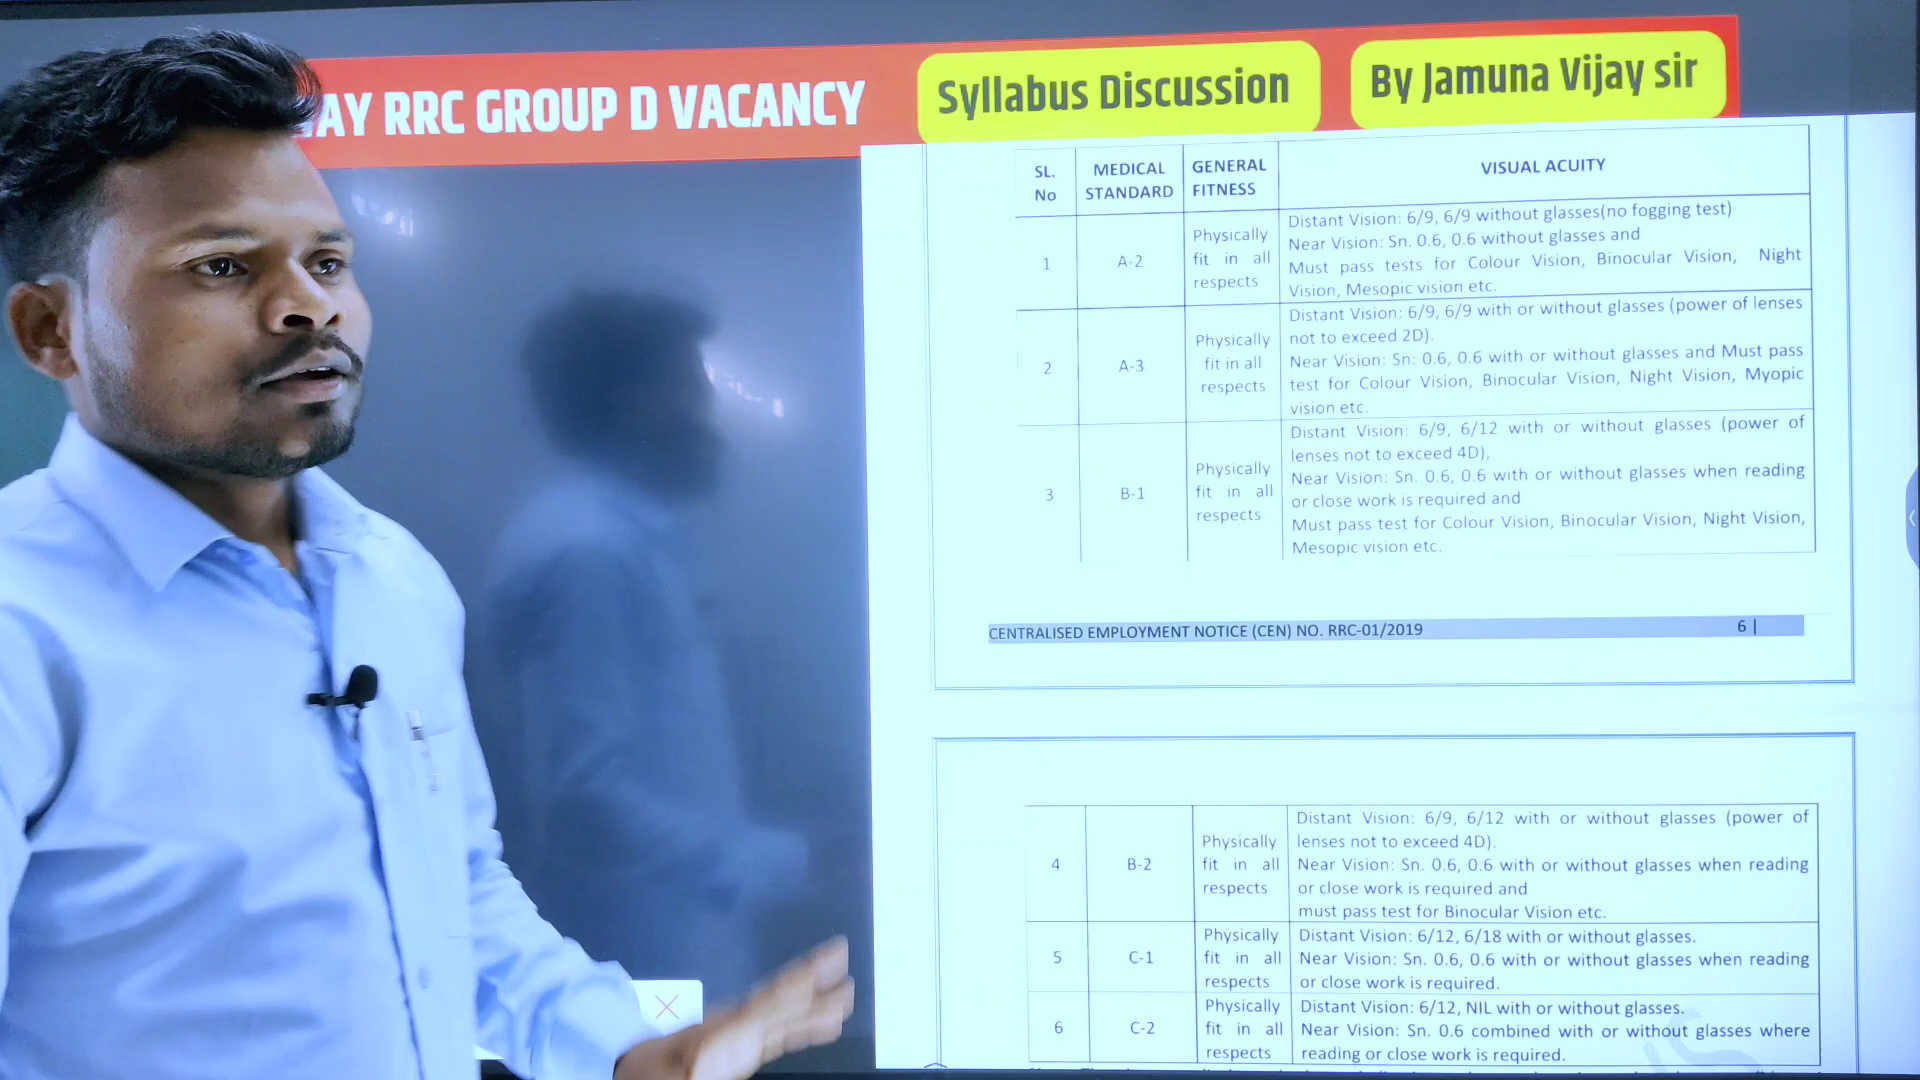 AY RRC GROUP D VACANCY
Syllabus Discussion
By Jamuna Vijay sir
SL. No
MEDICAL STANDARD
GENERAL FITNESS
VISUAL ACUITY
1
A-2
Physically
fit in all
respects
Distant Vision: 6/9, 6/9 without glasses(no fogging test)
Near Vision: Sn. 0.6, 0.6 without glasses and
Must pass tests for Colour Vision, Binocular Vision, Night
Vision, Mesopic vision etc.
2
A-3
Physically
fit in all
respects
Distant Vision: 6/9, 6/9 with or without glasses (power of lenses
not to exceed 2D).
Near Vision: Sn: 0.6, 0.6 with or without glasses and Must pass
test for Colour Vision, Binocular Vision, Night Vision, Myopic
vision etc.
3
B-1
Physically
fit in all
respects
Distant Vision: 6/9, 6/12 with or without glasses (power of
lenses not to exceed 4D),
Near Vision: Sn. 0.6, 0.6 with or without glasses when reading
or close work is required and
Must pass test for Colour Vision, Binocular Vision, Night Vision,
Mesopic vision etc.
CENTRALISED EMPLOYMENT NOTICE (CEN) NO. RRC-01/2019
6 |
4
B-2
Physically
fit in all
respects
Distant Vision: 6/9, 6/12 with or without glasses (power of
lenses not to exceed 4D).
Near Vision: Sn. 0.6, 0.6 with or without glasses when reading
or close work is required and
must pass test for Binocular Vision etc.
5
C-1
Physically
fit in all
respects
Distant Vision: 6/12, 6/18 with or without glasses.
Near Vision: Sn. 0.6, 0.6 with or without glasses when reading
or close work is required.
6
C-2
Physically
fit in all
respects
Distant Vision: 6/12, NIL with or without glasses.
Near Vision: Sn. 0.6 combined with or without glasses where
reading or close work is required.